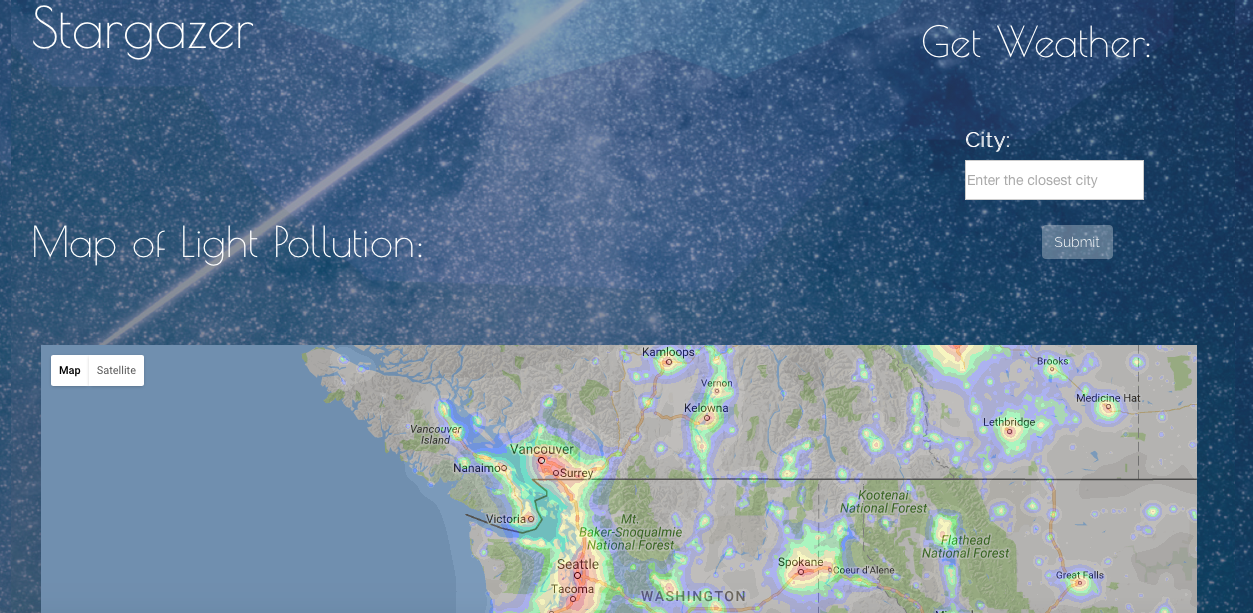 Stargazer
Get Weather:
City:
Enter the closest city
Submit
Map of Light Pollution:
Map
Satellite
Kamloops
Vernon
Kelowna
Brooks
Medicine Hat
Lethbridge
Vancouver
Island
Vancouver
Nanaimo
Surrey
Victoria
Kootenai
National Forest
Mt.
Baker-Snoqualmie
National Forest
Flathead
National Forest
Seattle
Spokane
Coeur d'Alene
Great Falls
Tacoma
WASHINGTON